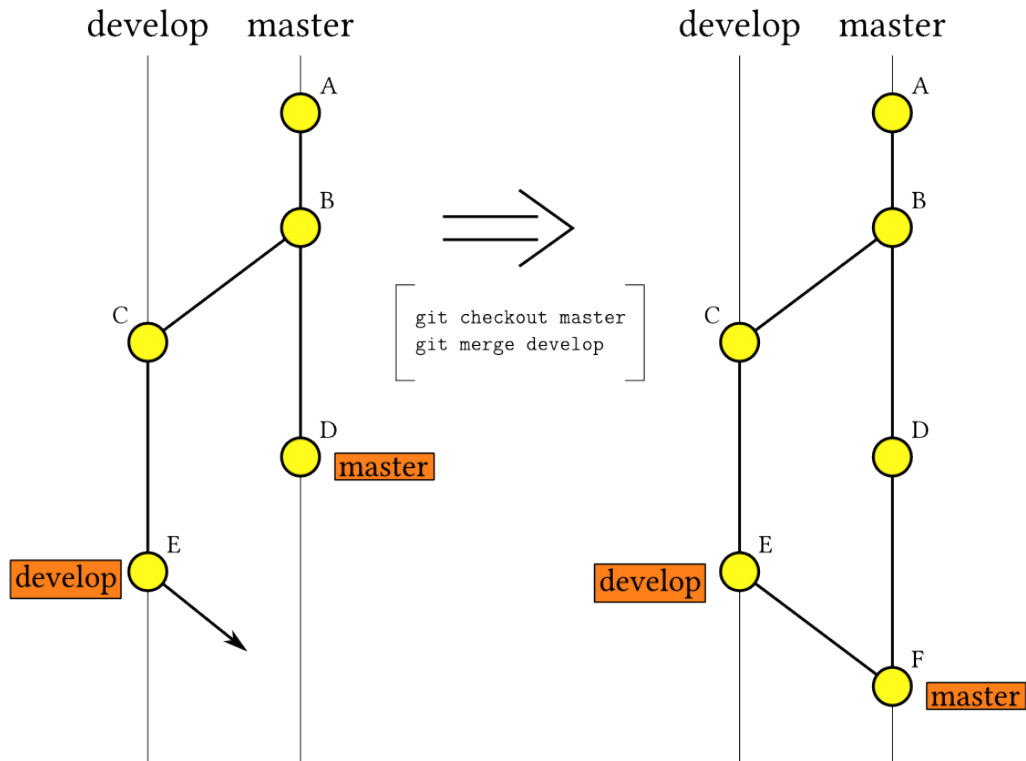 develop master
A
B
C
D
master
E
develop
git checkout master
git merge develop
develop master
A
B
C
D
E
develop
F
master